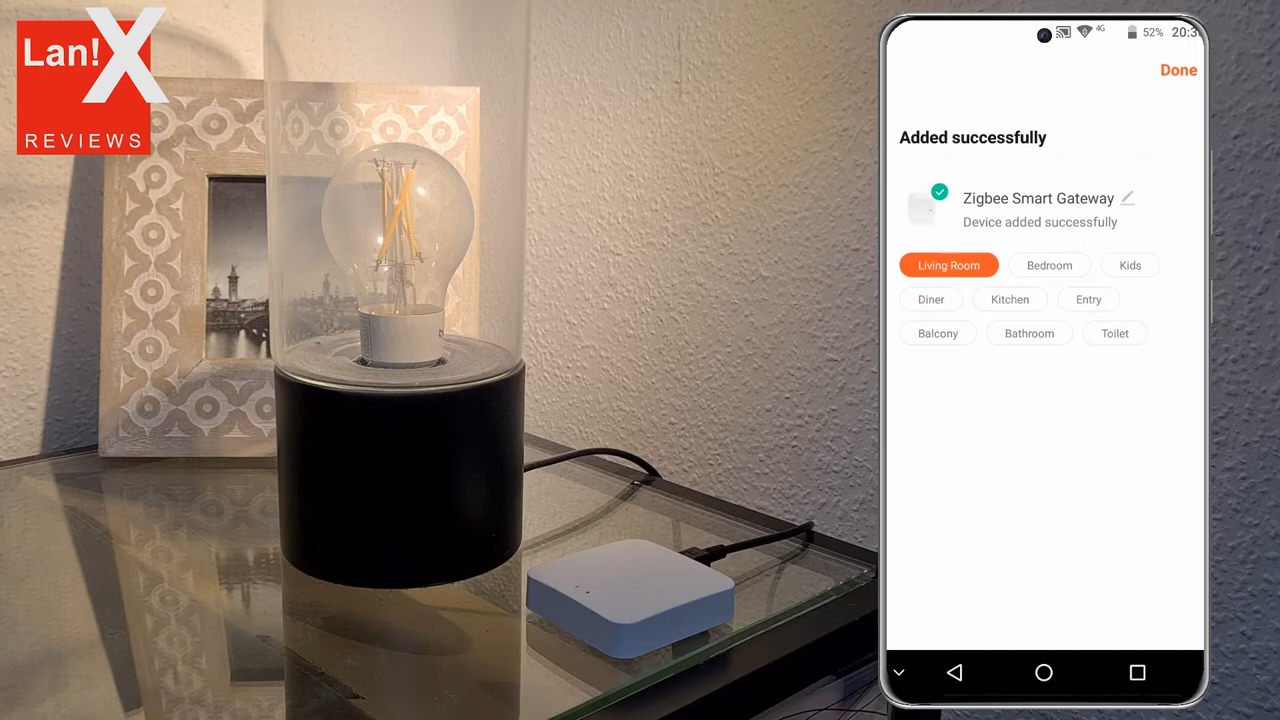 Lan!X
REVIEWS
4G 52% 20:3
Done
Added successfully
Zigbee Smart Gateway
Device added successfully
Living Room Bedroom Kids
Diner Kitchen Entry
Balcony Bathroom Toilet